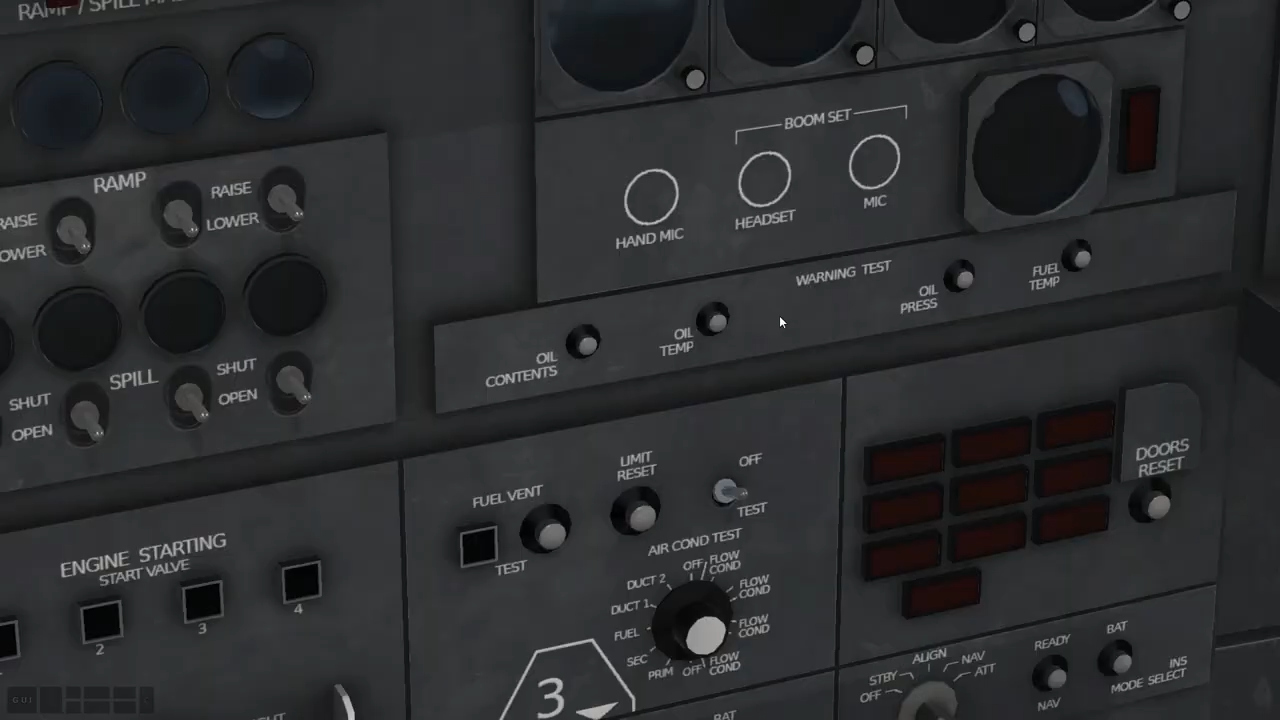 RAMP / SPILL
RAMP
RAISE
LOWER
RAISE
LOWER
SHUT
OPEN
SPILL
SHUT
OPEN
BOOM SET
HAND MIC
HEADSET
MIC
WARNING TEST
OIL
CONTENTS
OIL
TEMP
OIL
PRESS
FUEL
TEMP
ENGINE STARTING
START VALVE
2
3
4
FUEL VENT
TEST
LIMIT
RESET
OFF
TEST
AIR COND TEST
OFF
FLOW
COND
DUCT 2
FLOW
COND
DUCT 1
FUEL
FLOW
COND
SEC
PRIM
OFF
FLOW
COND
3
BAT
DOORS
RESET
ALIGN
STBY
NAV
OFF
ATT
READY
NAV
BAT
INS
MODE SELECT
GUI